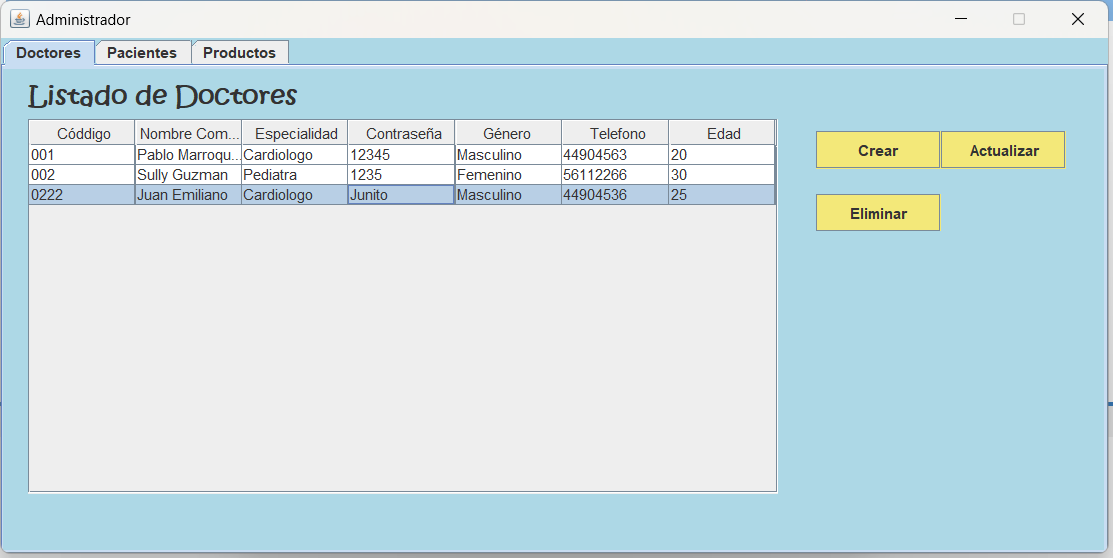 Administrador
Doctores Pacientes Productos
Listado de Doctores
Códdigo Nombre Com... Especialidad Contraseña Género Telefono Edad
001 Pablo Marroqu... Cardiologo 12345 Masculino 44904563 20
002 Sully Guzman Pediatra 1235 Femenino 56112266 30
0222 Juan Emiliano Cardiologo Junito Masculino 44904536 25
Crear Actualizar
Eliminar